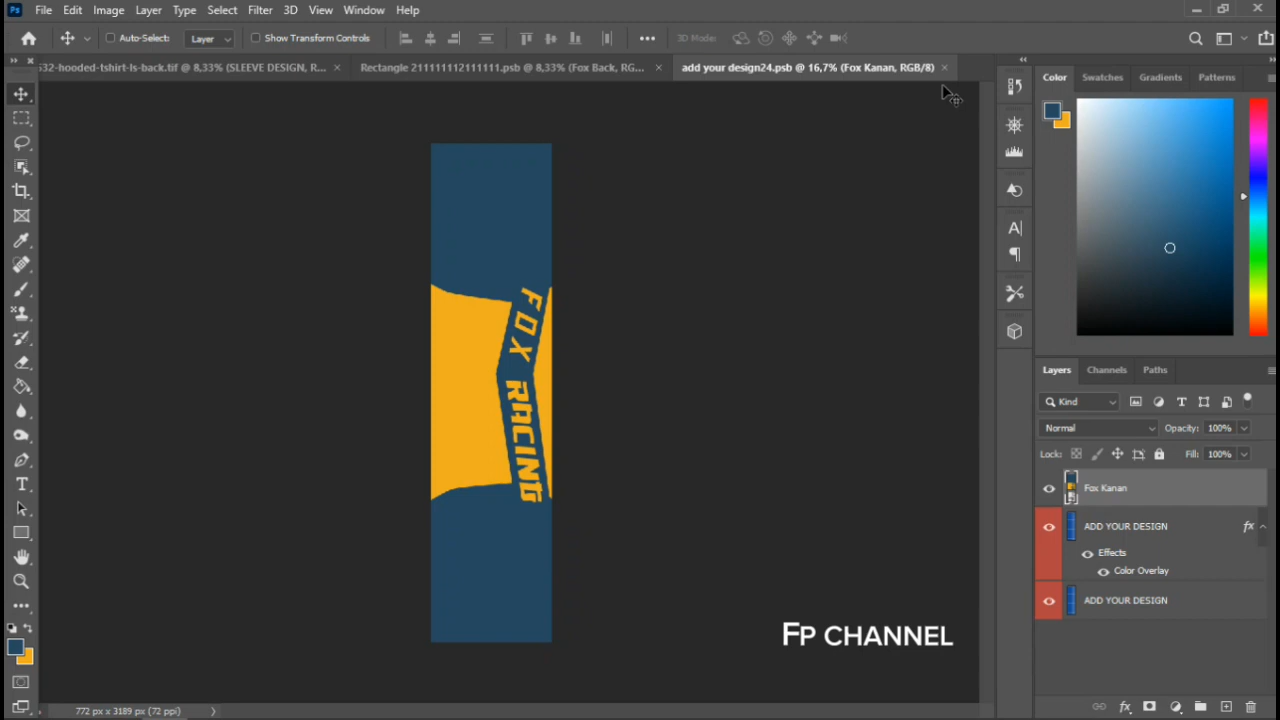 Ps File Edit Image Layer Type Select Filter 3D View Window Help
Auto-Select: Layer Show Transform Controls 3D Mode:
532-hooded-tshirt-ls-back.tif @ 8,33% (SLEEVE DESIGN, R... × Rectangle 211111112111111.psb @ 8,33% (Fox Back, RG... × add your design24.psb @ 16,7% (Fox Kanan, RGB/8) ×
Color Swatches Gradients Patterns
FOX RACING
Layers Channels Paths
Kind
Normal Opacity: 100%
Lock: Fill: 100%
Fox Kanan
ADD YOUR DESIGN fx
Effects
Color Overlay
ADD YOUR DESIGN
FP CHANNEL
772 px x 3189 px (72 ppi)